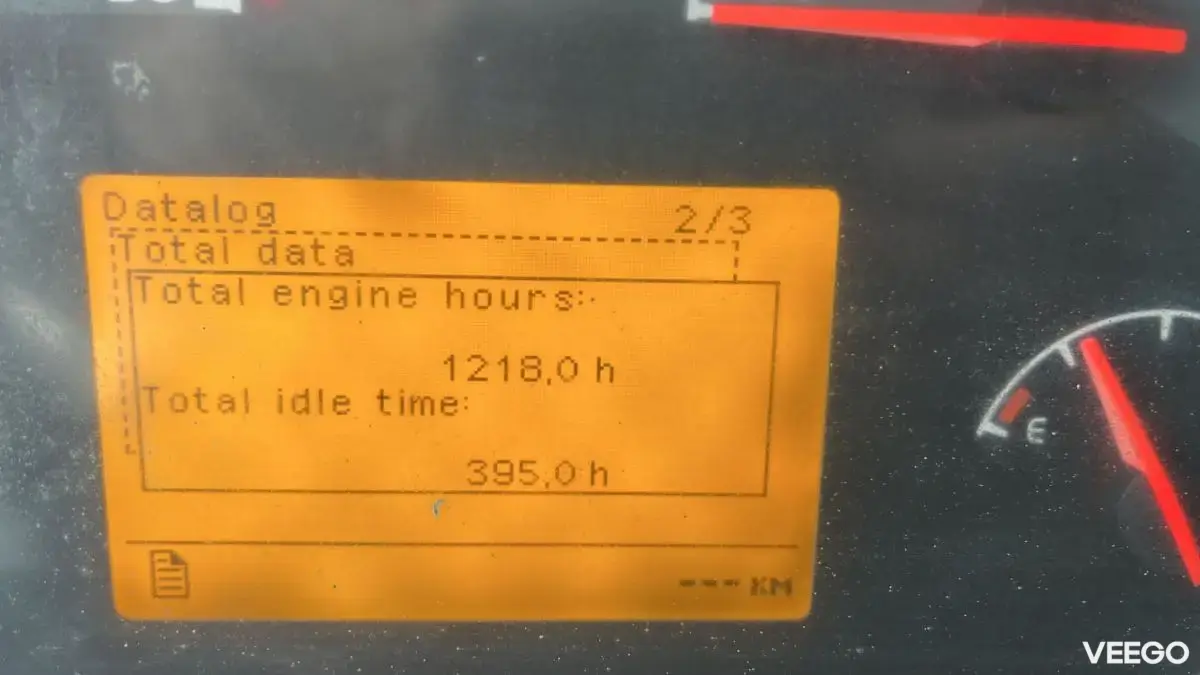 Datalog 2/3
Total data
Total engine hours:
1218,0 h
Total idle time:
395,0 h
--- KM
E
VEEGO